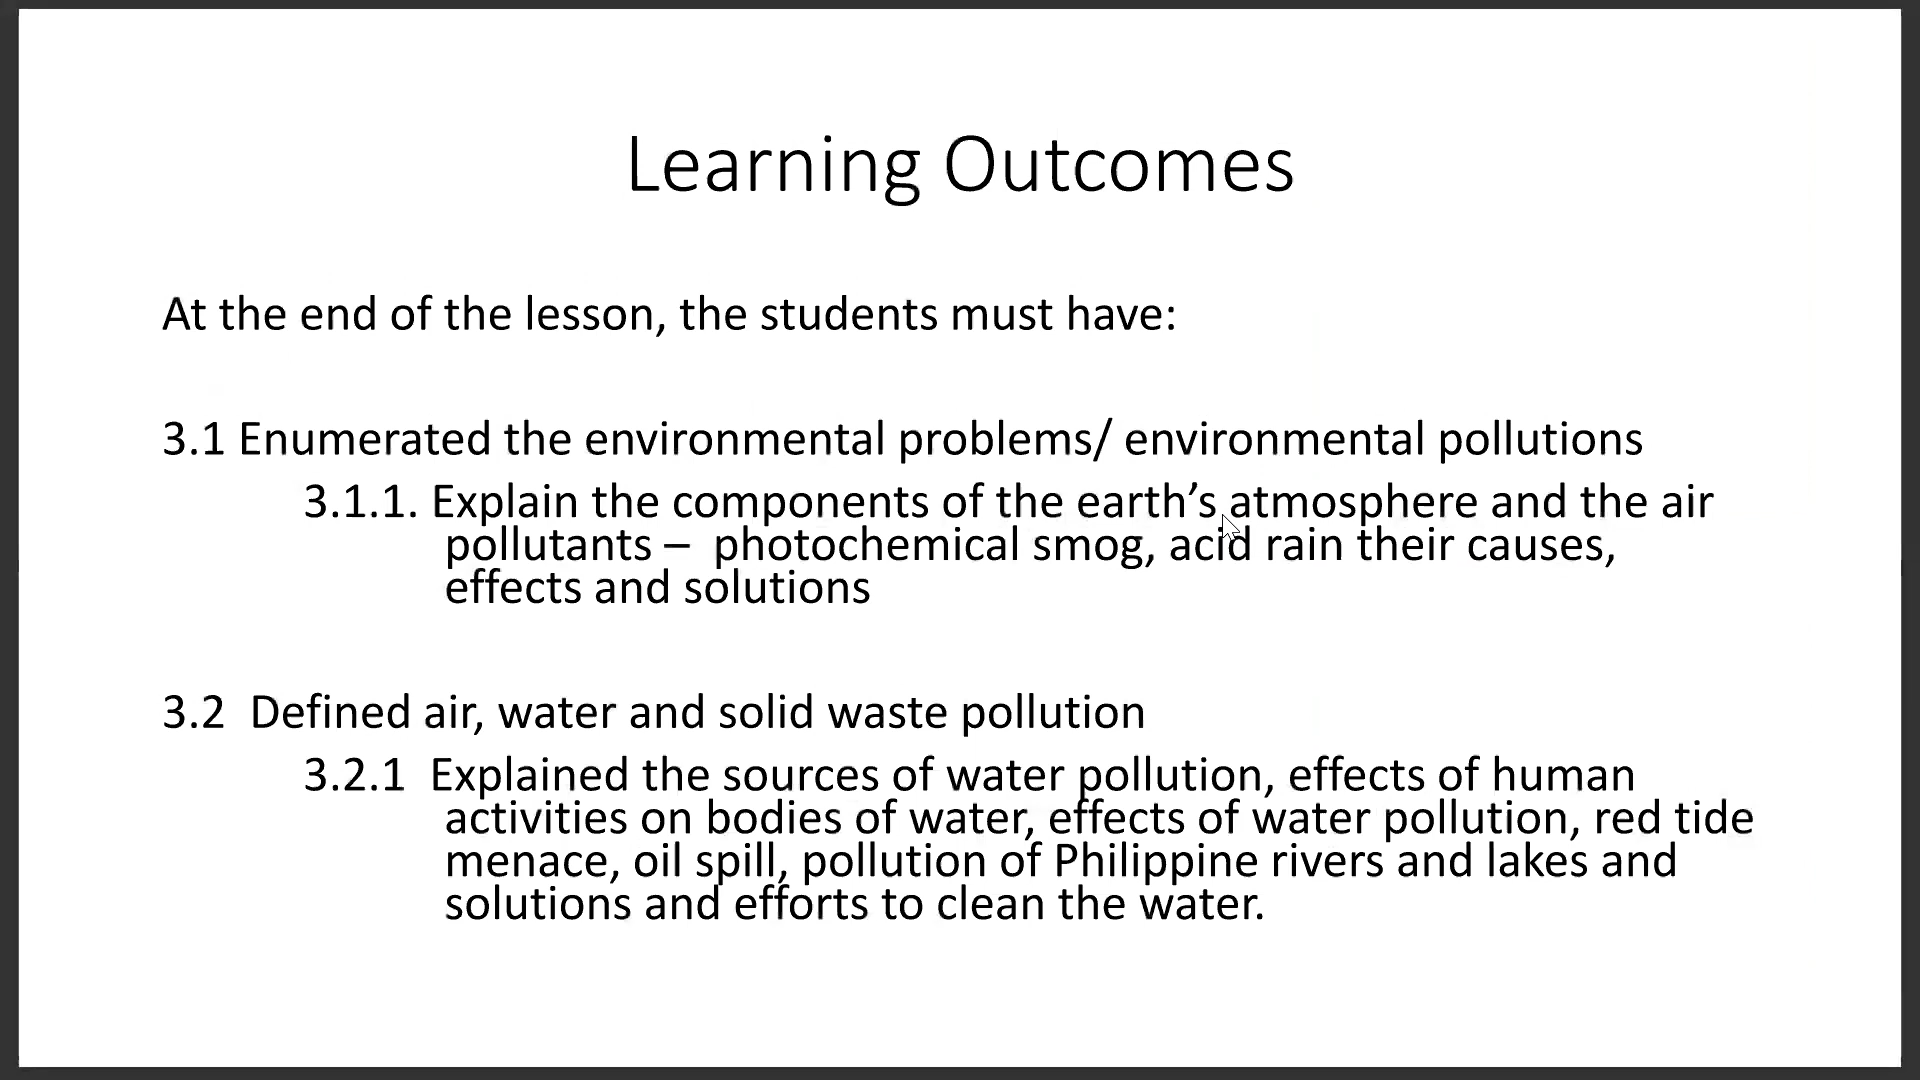 Learning Outcomes
At the end of the lesson, the students must have:
3.1 Enumerated the environmental problems/ environmental pollutions
3.1.1. Explain the components of the earth’s atmosphere and the air
pollutants –  photochemical smog, acid rain their causes,
effects and solutions
3.2  Defined air, water and solid waste pollution
3.2.1  Explained the sources of water pollution, effects of human
activities on bodies of water, effects of water pollution, red tide
menace, oil spill, pollution of Philippine rivers and lakes and
solutions and efforts to clean the water.